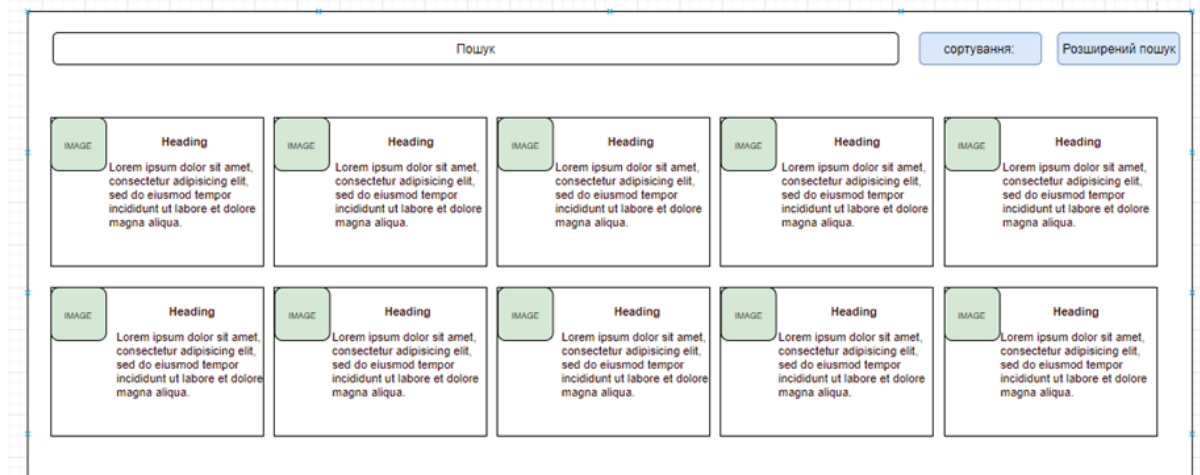 Пошук
сортування:
Розширений пошук
IMAGE
Heading
Lorem ipsum dolor sit amet,
consectetur adipisicing elit,
sed do eiusmod tempor
incididunt ut labore et dolore
magna aliqua.
IMAGE
Heading
Lorem ipsum dolor sit amet,
consectetur adipisicing elit,
sed do eiusmod tempor
incididunt ut labore et dolore
magna aliqua.
IMAGE
Heading
Lorem ipsum dolor sit amet,
consectetur adipisicing elit,
sed do eiusmod tempor
incididunt ut labore et dolore
magna aliqua.
IMAGE
Heading
Lorem ipsum dolor sit amet,
consectetur adipisicing elit,
sed do eiusmod tempor
incididunt ut labore et dolore
magna aliqua.
IMAGE
Heading
Lorem ipsum dolor sit amet,
consectetur adipisicing elit,
sed do eiusmod tempor
incididunt ut labore et dolore
magna aliqua.
IMAGE
Heading
Lorem ipsum dolor sit amet,
consectetur adipisicing elit,
sed do eiusmod tempor
incididunt ut labore et dolore
magna aliqua.
IMAGE
Heading
Lorem ipsum dolor sit amet,
consectetur adipisicing elit,
sed do eiusmod tempor
incididunt ut labore et dolore
magna aliqua.
IMAGE
Heading
Lorem ipsum dolor sit amet,
consectetur adipisicing elit,
sed do eiusmod tempor
incididunt ut labore et dolore
magna aliqua.
IMAGE
Heading
Lorem ipsum dolor sit amet,
consectetur adipisicing elit,
sed do eiusmod tempor
incididunt ut labore et dolore
magna aliqua.
IMAGE
Heading
Lorem ipsum dolor sit amet,
consectetur adipisicing elit,
sed do eiusmod tempor
incididunt ut labore et dolore
magna aliqua.